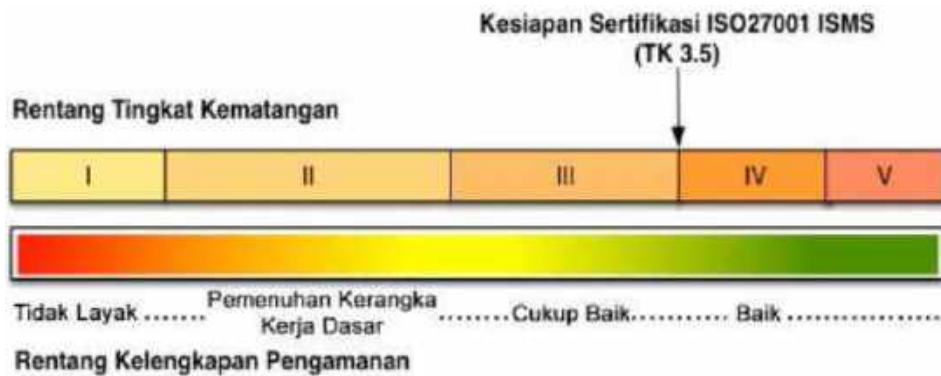 Kesiapan Sertifikasi ISO27001 ISMS
(TK 3.5)
Rentang Tingkat Kematangan
I II III IV V
Tidak Layak ....... Pemenuhan Kerangka Kerja Dasar ........ Cukup Baik ........... Baik ................
Rentang Kelengkapan Pengamanan